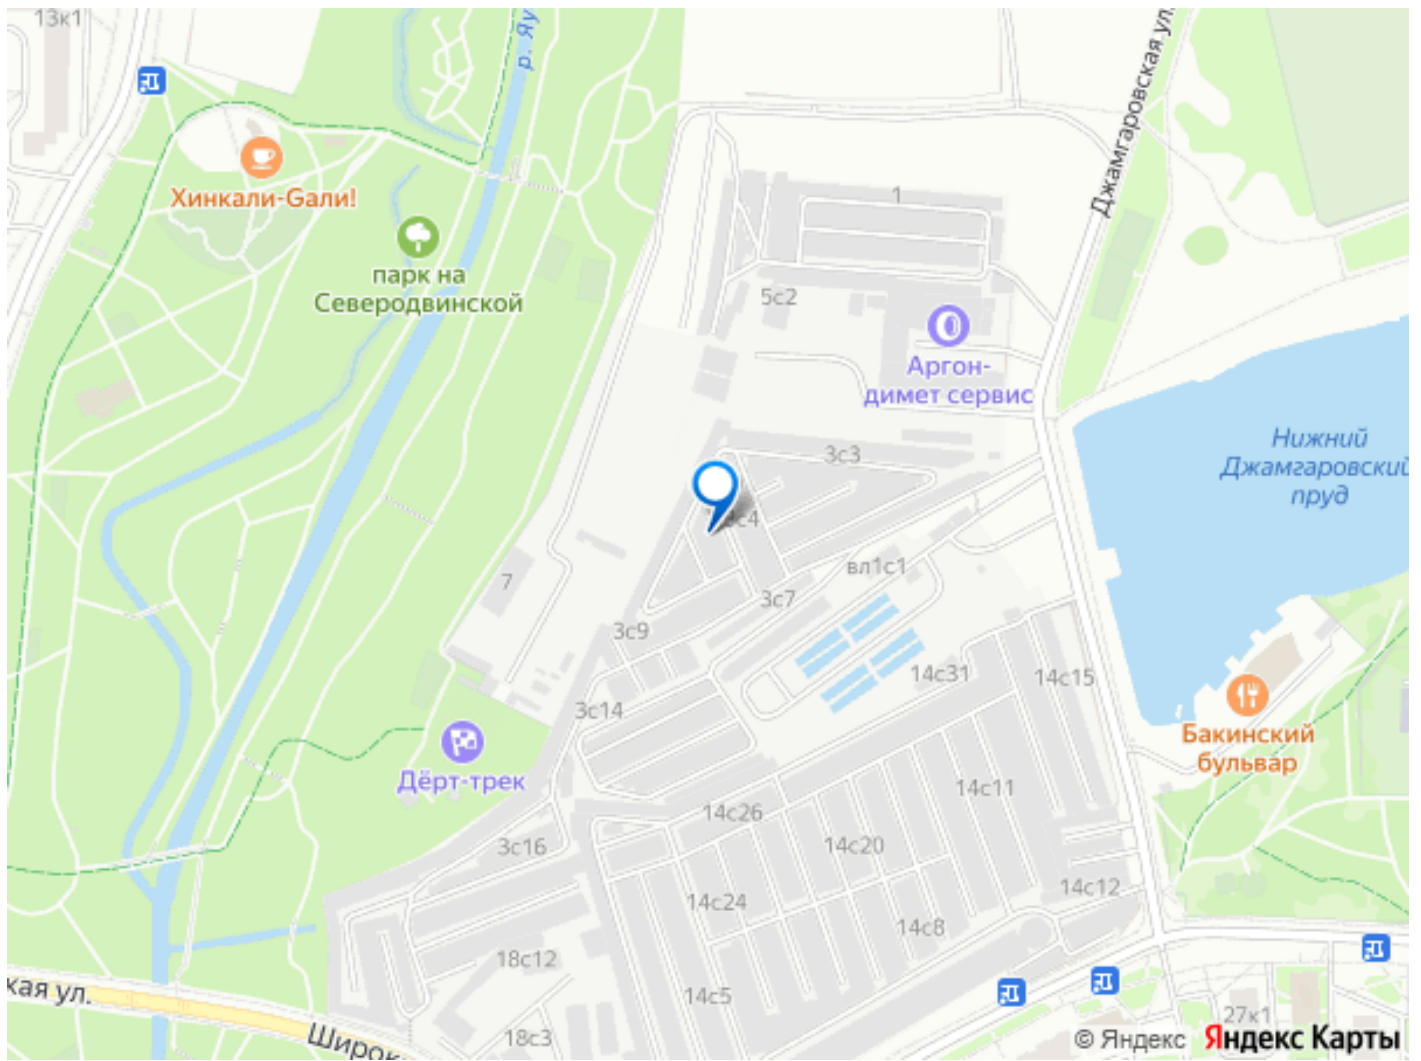 13к1
р. Яу
Джамгаровская ул.
Хинкали-Gали!
парк на
Северодвинской
1
5с2
Аргон-
димет сервис
Нижний
Джамгаровский
пруд
3с3
3с4
вл1с1
7
3с7
3с9
14с31
14с15
3с14
Бакинский
бульвар
Дёрт-трек
14с11
14с26
3с16
14с20
14с12
14с24
14с8
18с12
14с5
кая ул.
Широк
18с3
27к1
© Яндекс Яндекс Карты